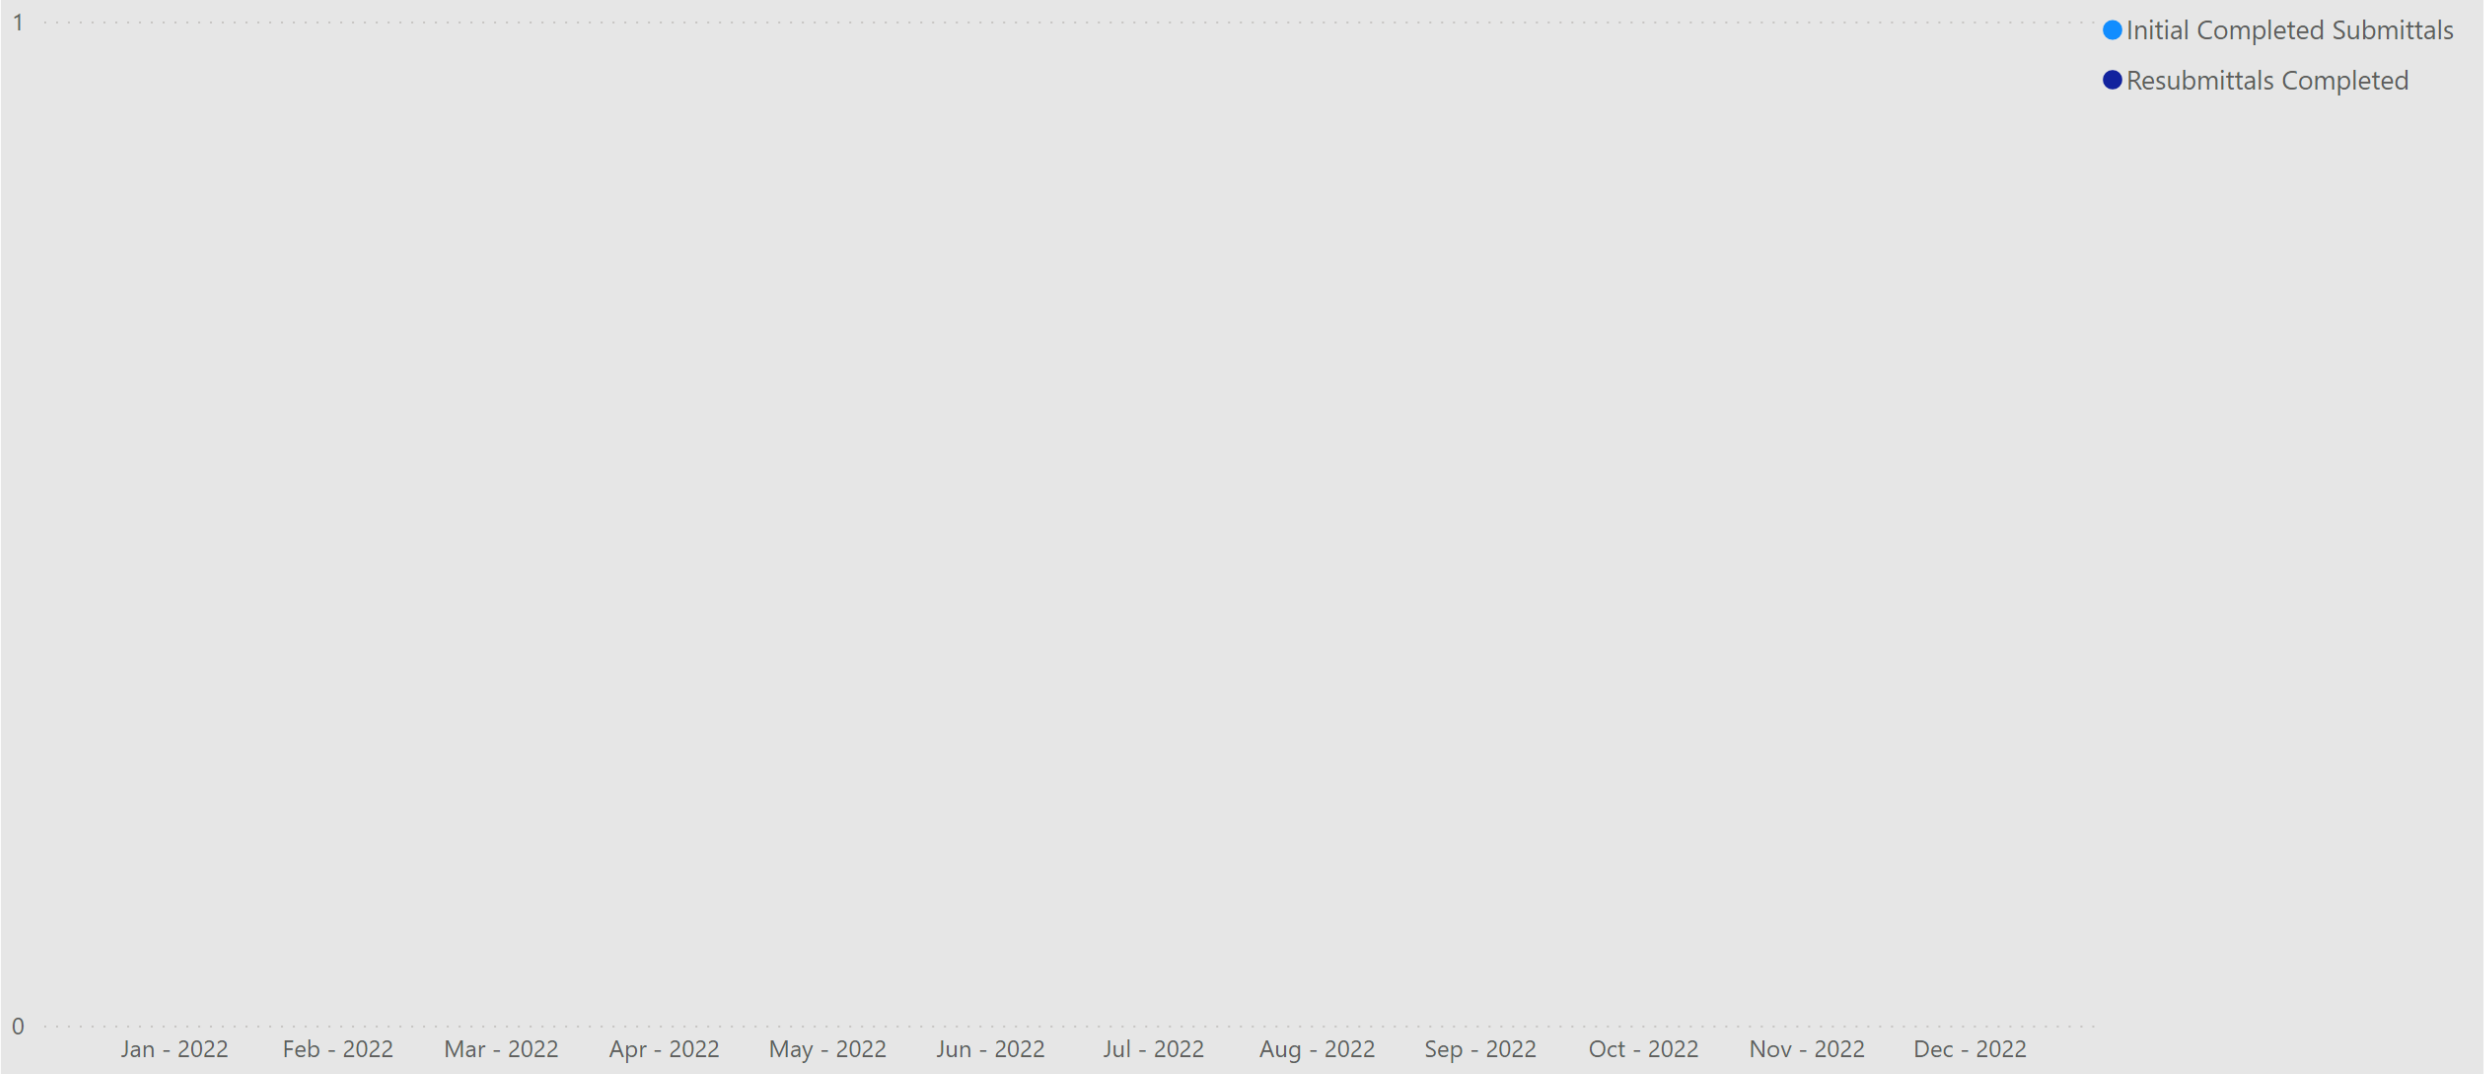 1
Initial Completed Submittals
Resubmittals Completed
0
Jan - 2022 Feb - 2022 Mar - 2022 Apr - 2022 May - 2022 Jun - 2022 Jul - 2022 Aug - 2022 Sep - 2022 Oct - 2022 Nov - 2022 Dec - 2022